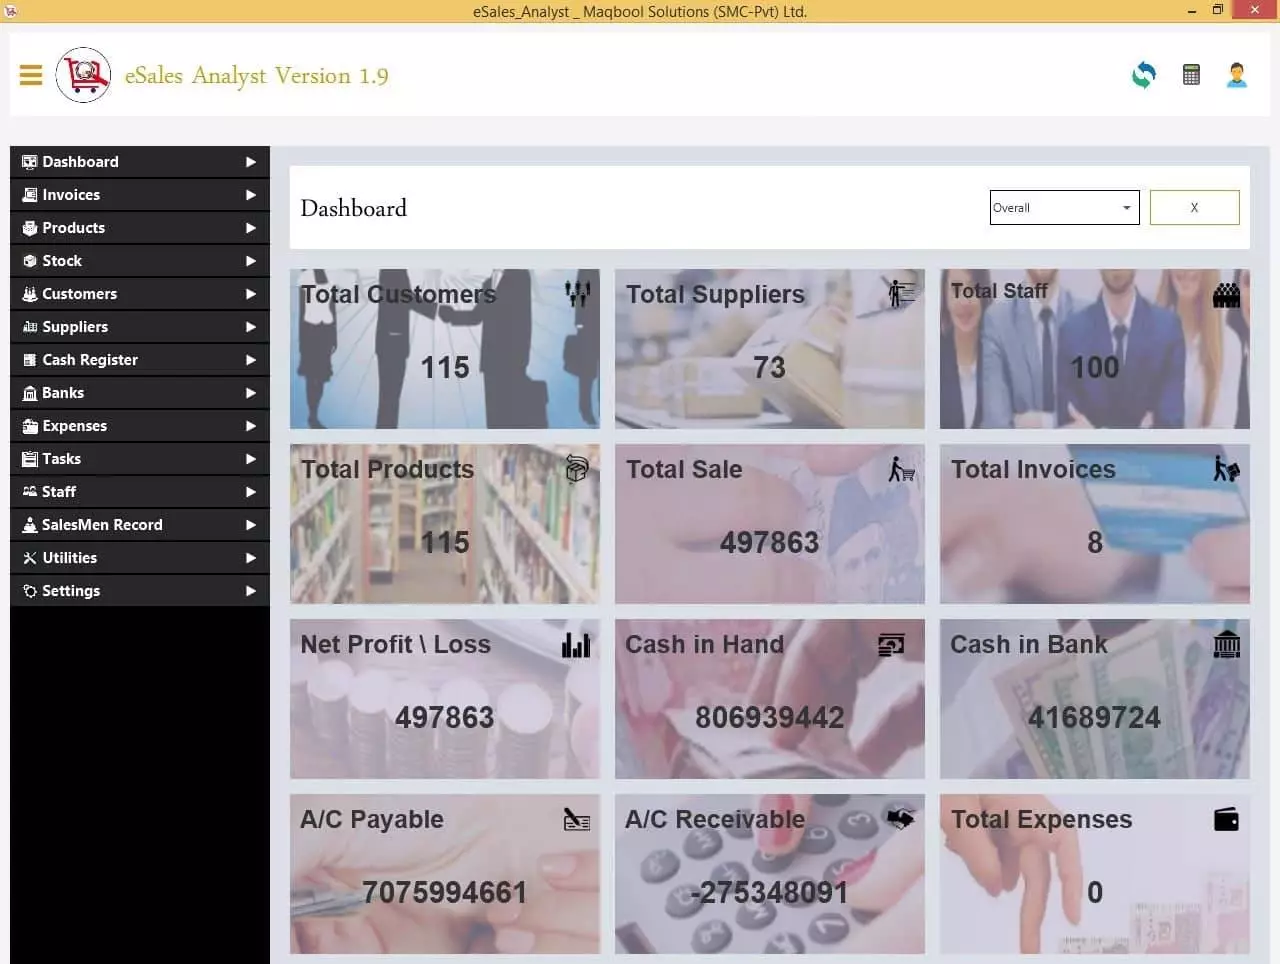 eSales_Analyst _ Maqbool Solutions (SMC-Pvt) Ltd.
eSales Analyst Version 1.9
Dashboard
Invoices
Products
Stock
Customers
Suppliers
Cash Register
Banks
Expenses
Tasks
Staff
SalesMen Record
Utilities
Settings
Dashboard
Overall
X
Total Customers
115
Total Suppliers
73
Total Staff
100
Total Products
115
Total Sale
497863
Total Invoices
8
Net Profit \ Loss
497863
Cash in Hand
806939442
Cash in Bank
41689724
A/C Payable
7075994661
A/C Receivable
-275348091
Total Expenses
0